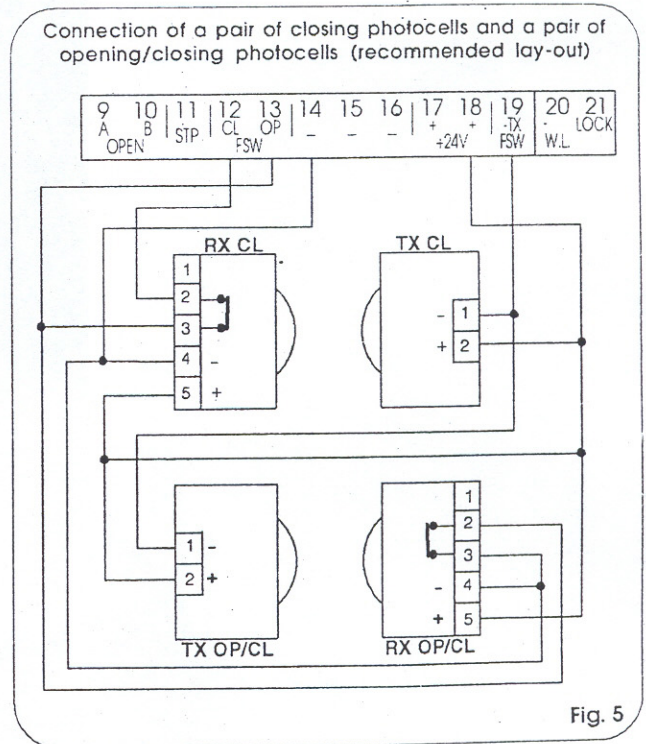 Connection of a pair of closing photocells and a pair of
opening/closing photocells (recommended lay-out)
9 10 11 12 13 14 15 16 17 18 19 20 21
A B STP CL OP - - - + + -TX - LOCK
OPEN FSW +24V FSW W.L.
RX CL TX CL
1
2
3
4 -
5 +
- 1
+ 2
1 -
2 +
1
2
3
- 4
+ 5
TX OP/CL RX OP/CL
Fig. 5